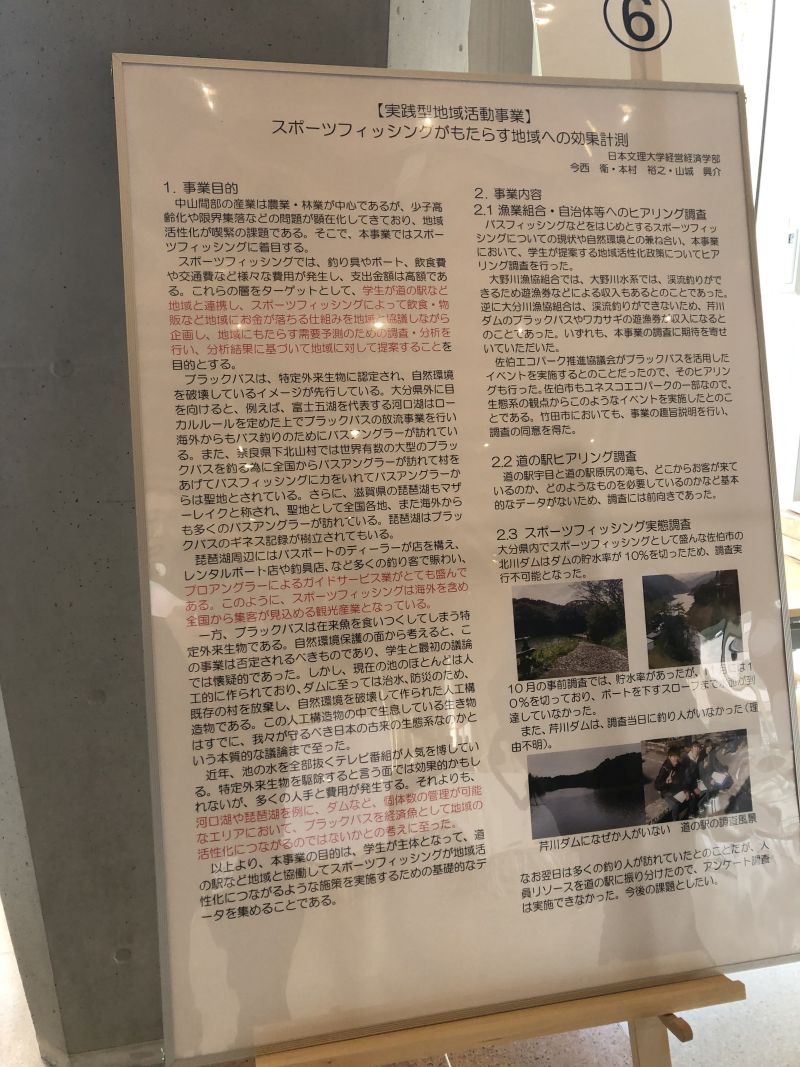 ⑥
【実践型地域活動事業】
スポーツフィッシングがもたらす地域への効果計測
日本文理大学経営経済学部
今西 衞・本村 裕之・山城 興介
1. 事業目的
中山間部の産業は農業・林業が中心であるが、少子高
齢化や限界集落などの問題が顕在化してきており、地域
活性化が喫緊の課題である。そこで、本事業ではスポー
ツフィッシングに着目する。
スポーツフィッシングでは、釣り具やボート、飲食費
や交通費など様々な費用が発生し、支出金額は高額であ
る。これらの層をターゲットとして、学生が道の駅など
地域と連携し、スポーツフィッシングによって飲食・物
販など地域にお金が落ちる仕組みを地域と協議しながら
企画し、地域にもたらす需要予測のための調査・分析を
行い、分析結果に基づいて地域に対して提案することを
目的とする。
ブラックバスは、特定外来生物に認定され、自然環境
を破壊しているイメージが先行している。大分県外に目
を向けると、例えば、富士五湖を代表する河口湖はロー
カルルールを定めた上でブラックバスの放流事業を行い
海外からもバス釣りのためにバスアングラーが訪れてい
る。また、奈良県下北山村では世界有数の大型のブラッ
クバスを釣る為に全国からバスアングラーが訪れて村を
あげてバスフィッシングに力をいれてバスアングラーか
らは聖地とされている。さらに、滋賀県の琵琶湖もマザ
ーレイクと称され、聖地として全国各地、また海外から
も多くのバスアングラーが訪れている。琵琶湖はブラッ
クバスのギネス記録が樹立されてもいる。
琵琶湖周辺にはバスボートのディーラーが店を構え、
レンタルボート店や釣具店、など多くの釣り客で賑わい、
プロアングラーによるガイドサービス業がとても盛んで
ある。このように、スポーツフィッシングは海外を含め
全国から集客が見込める観光産業となっている。
一方、ブラックバスは在来魚を食いつくしてしまう特
定外来生物である。自然環境保護の面から考えると、こ
の事業は否定されるべきものであり、学生と最初の議論
では懐疑的であった。しかし、現在の池のほとんどは人
工的に作られており、ダムに至っては治水、防災のため、
既存の村を放棄し、自然環境を破壊して作られた人工構
造物である。この人工構造物の中で生息している生き物
はすでに、我々が守るべき日本の古来の生態系なのかと
いう本質的な議論まで至った。
近年、池の水を全部抜くテレビ番組が人気を博してい
る。特定外来生物を駆除すると言う面では効果的かもし
れないが、多くの人手と費用が発生する。それよりも、
河口湖や琵琶湖を例に、ダムなど、個体数の管理が可能
なエリアにおいて、ブラックバスを経済魚として地域の
活性化につながるのではないかとの考えに至った。
以上より、本事業の目的は、学生が主体となって、道
の駅など地域と協働してスポーツフィッシングが地域活
性化につながるような施策を実施するための基礎的なデ
ータを集めることである。
2. 事業内容
2.1 漁業組合・自治体等へのヒアリング調査
バスフィッシングなどをはじめとするスポーツフィッ
シングについての現状や自然環境との兼ね合い、本事業
において、学生が提案する地域活性化政策についてヒア
リング調査を行った。
大野川漁協組合では、大野川水系では、渓流釣りがで
きるため遊漁券などによる収入もあるとのことであった。
逆に大分川漁協組合は、渓流釣りができないため、芹川
ダムのブラックバスやワカサギの遊漁券が収入になると
のことであった。いずれも、本事業の調査に期待を寄せ
ていただいた。
佐伯エコパーク推進協議会がブラックバスを活用した
イベントを実施するとのことだったので、そのヒアリン
グも行った。佐伯市もユネスコエコパークの一部なので、
生態系の観点からこのようなイベントを実施したとのこ
とである。竹田市においても、事業の趣旨説明を行い、
調査の同意を得た。
2.2 道の駅ヒアリング調査
道の駅宇目と道の駅原尻の滝も、どこからお客が来て
いるのか、どのようなものを必要しているのかなど基本
的なデータがないため、調査には前向きであった。
2.3 スポーツフィッシング実態調査
大分県内でスポーツフィッシングとして盛んな佐伯市の
北川ダムはダムの貯水率が10%を切ったため、調査実
行不可能となった。
10月の事前調査では、貯水率があったが、月には1
0%を切っており、ボートを下すスロープまで水面が到
達していなかった。
また、芹川ダムは、調査当日に釣り人がいなかった(理
由不明)。
芹川ダムになぜか人がいない 道の駅の調査風景
なお翌日は多くの釣り人が訪れていたとのことだが、人
員リソースを道の駅に振り分けたので、アンケート調査
は実施できなかった。今後の課題としたい。